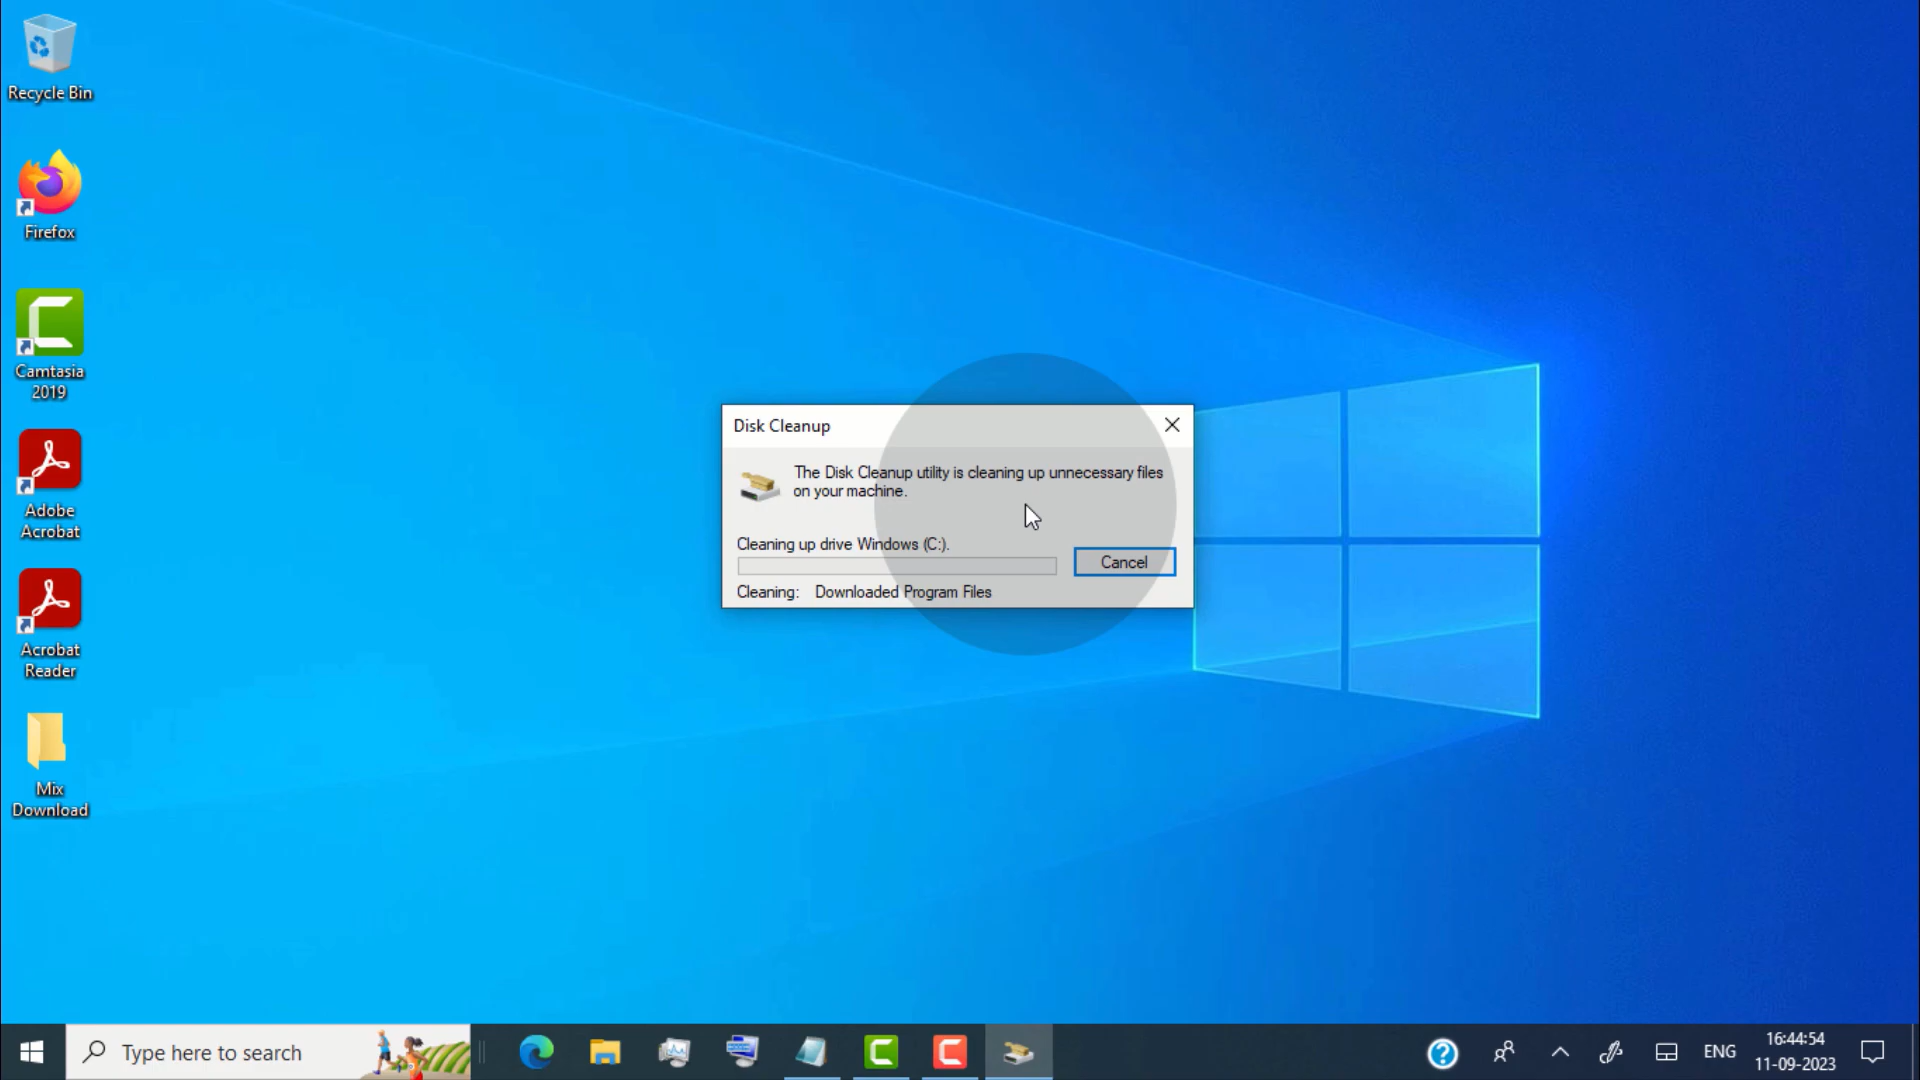 Recycle Bin
Firefox
Camtasia
2019
Adobe
Acrobat
Acrobat
Reader
Mix
Download
Disk Cleanup
The Disk Cleanup utility is cleaning up unnecessary files
on your machine.
Cleaning up drive Windows (C:).
Cancel
Cleaning: Downloaded Program Files
Type here to search
ENG
16:44:54
11-09-2023